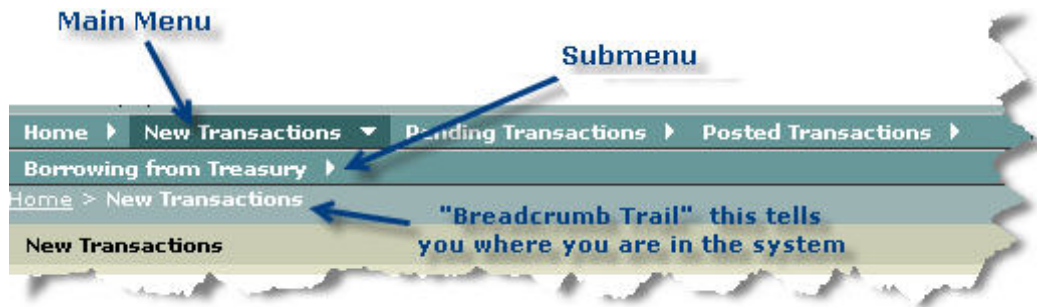 Main Menu
Submenu
Home New Transactions Pending Transactions Posted Transactions
Borrowing from Treasury
Home > New Transactions
"Breadcrumb Trail" this tells
you where you are in the system
New Transactions